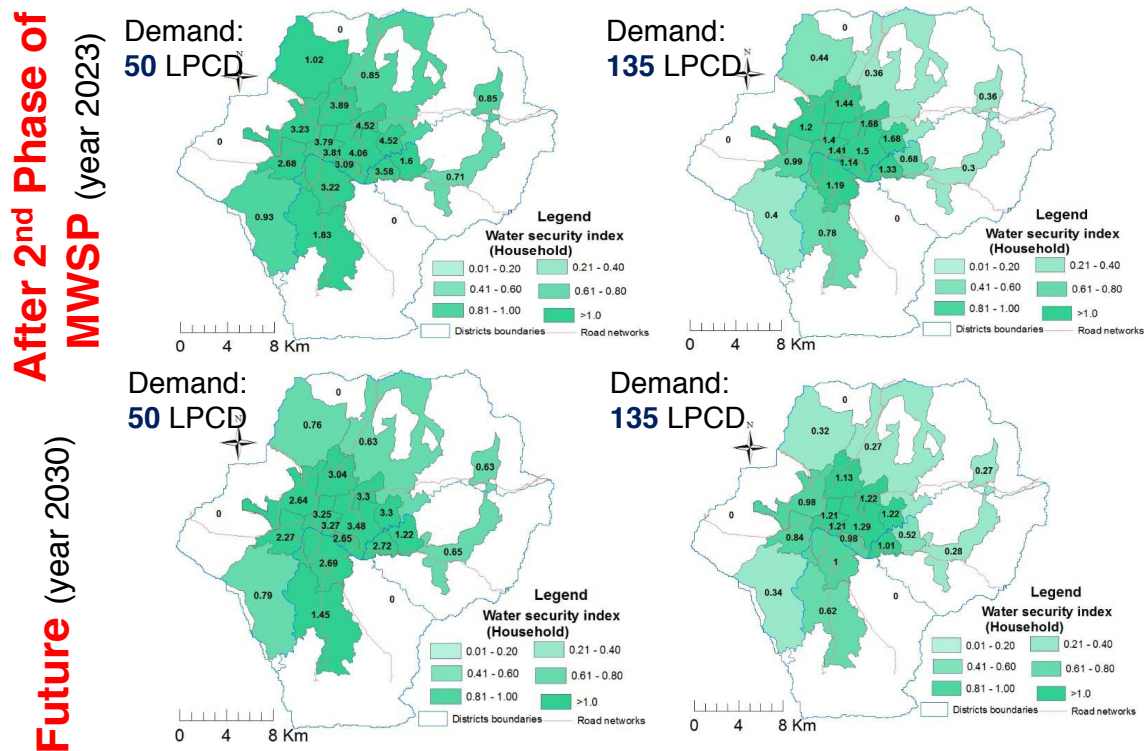 After 2nd Phase of
MWSP (year 2023)
Demand:
50 LPCD
N
0
1.02
0.85
0.85
3.89
3.23
4.52
0
3.79
4.52
3.81
4.06
1.6
2.68
3.09
3.58
0.71
3.22
0.93
0
1.83
Legend
Water security index
(Household)
0.01 - 0.20
0.21 - 0.40
0.41 - 0.60
0.61 - 0.80
0.81 - 1.00
>1.0
Districts boundaries
Road networks
0 4 8 Km
Demand:
135 LPCD
N
0
0.44
0.36
0.36
1.44
1.2
1.68
0
1.4
1.68
1.41
1.5
0.68
0.99
1.14
1.33
0.3
1.19
0.4
0
0.78
Legend
Water security index
(Household)
0.01 - 0.20
0.21 - 0.40
0.41 - 0.60
0.61 - 0.80
0.81 - 1.00
>1.0
Districts boundaries
Road networks
0 4 8 Km
Future (year 2030)
Demand:
50 LPCD
N
0
0.76
0.63
0.63
3.04
2.64
3.3
0
3.25
3.3
3.27
3.48
1.22
2.27
2.65
2.72
0.65
2.69
0.79
0
1.45
Legend
Water security index
(Household)
0.01 - 0.20
0.21 - 0.40
0.41 - 0.60
0.61 - 0.80
0.81 - 1.00
>1.0
Districts boundaries
Road networks
0 4 8 Km
Demand:
135 LPCD
N
0
0.32
0.27
0.27
1.13
0.98
1.22
0
1.21
1.22
1.21
1.29
0.52
0.84
0.98
1.01
0.28
1
0.34
0
0.62
Legend
Water security index
(Household)
0.01 - 0.20
0.21 - 0.40
0.41 - 0.60
0.61 - 0.80
0.81 - 1.00
>1.0
Districts boundaries
Road networks
0 4 8 Km